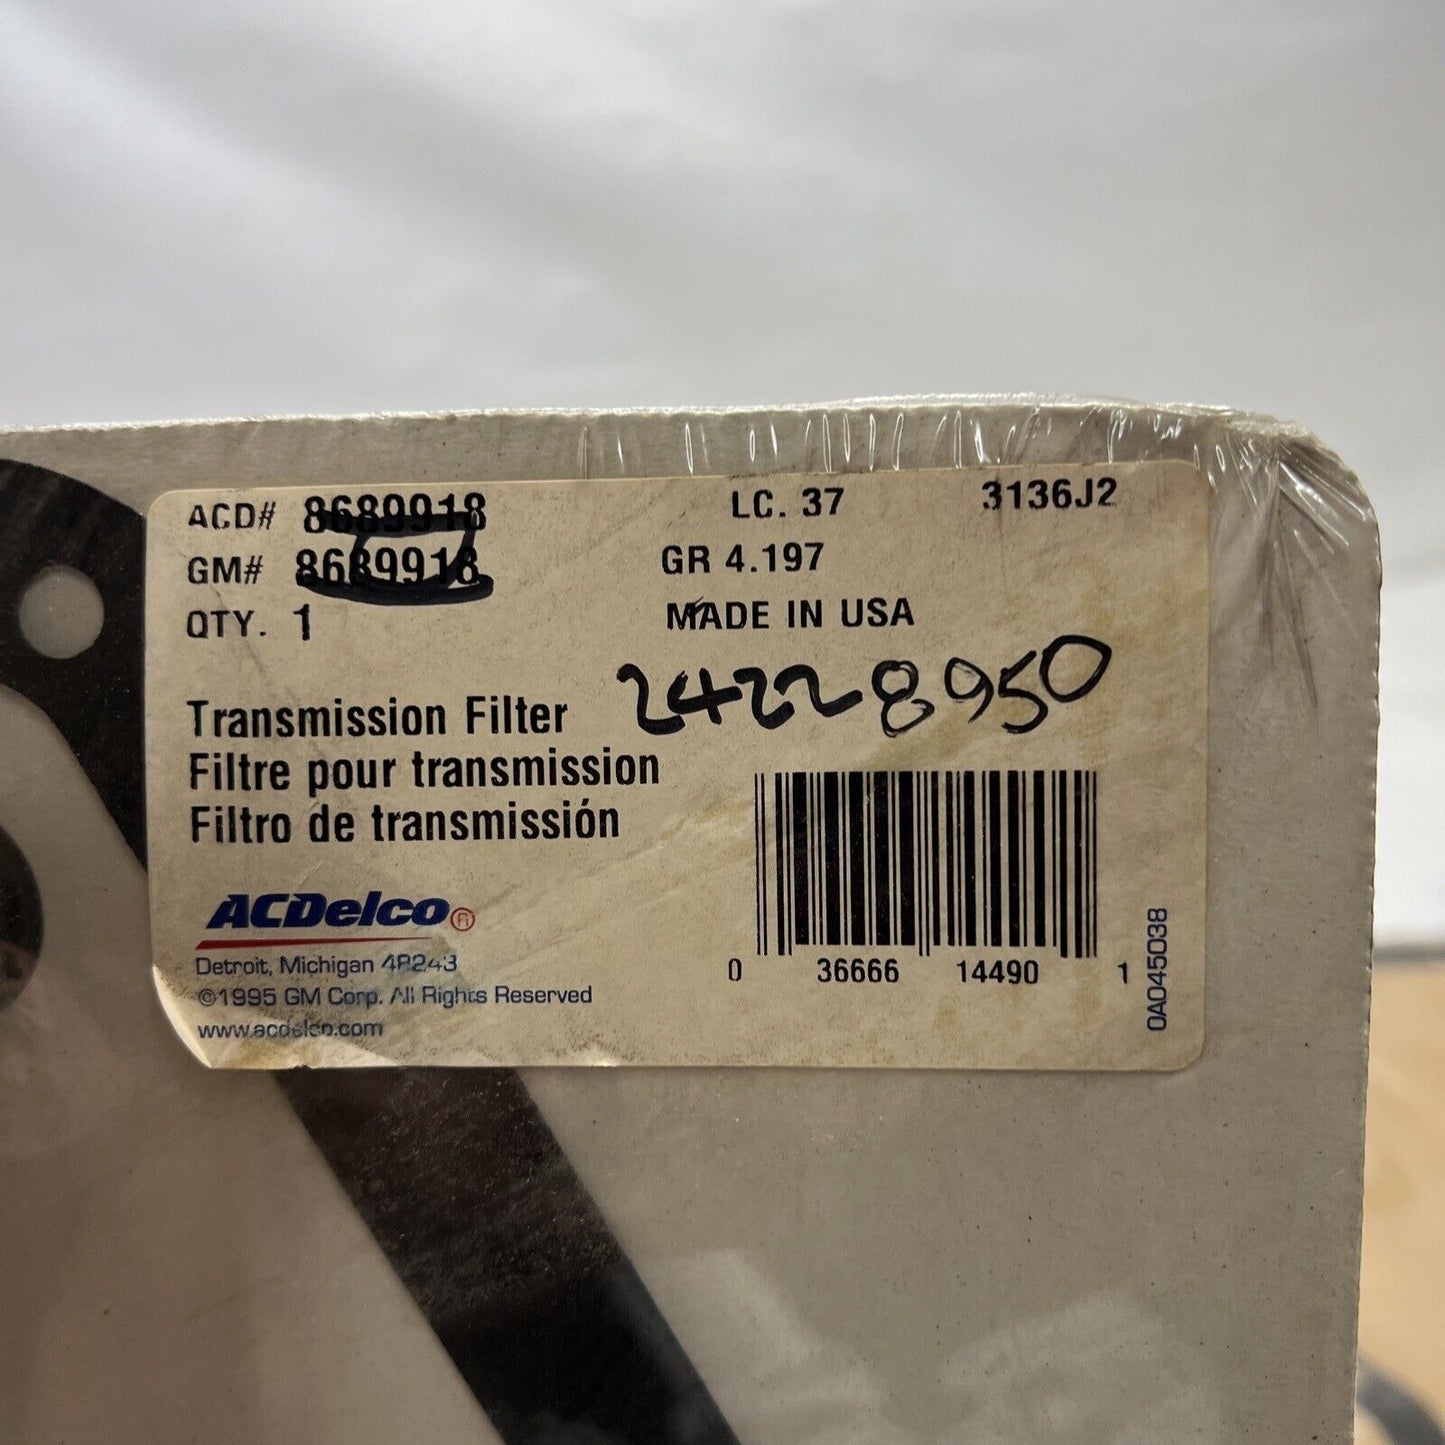 ACD# 8689918 LC. 37 3136J2
GM# 8689918 GR 4.197
QTY. 1 MADE IN USA
24228950
Transmission Filter
Filtre pour transmission
Filtro de transmissión
ACDelco®
Detroit, Michigan 48243
©1995 GM Corp. All Rights Reserved
www.acdelco.com
0 36666 14490 1
0A045038